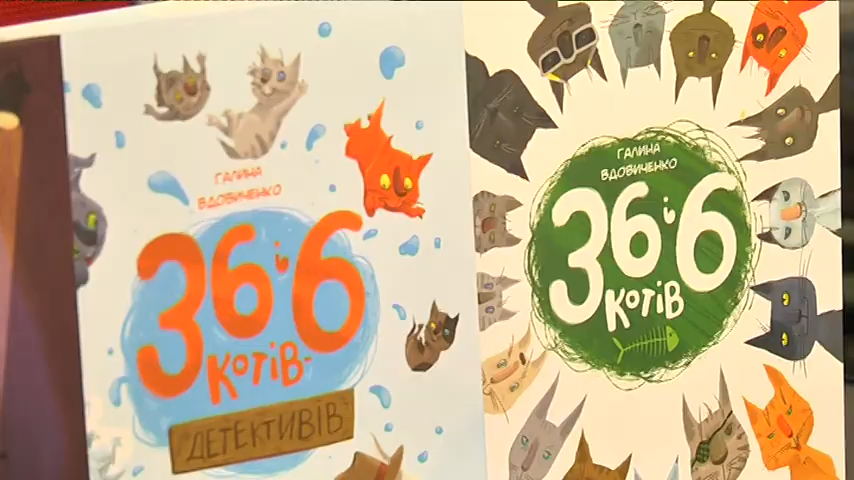 ГАЛИНА
ВДОВИЧЕНКО
36 і 6
КОТІВ-
ДЕТЕКТИВІВ
ГАЛИНА
ВДОВИЧЕНКО
36 і 6
КОТІВ